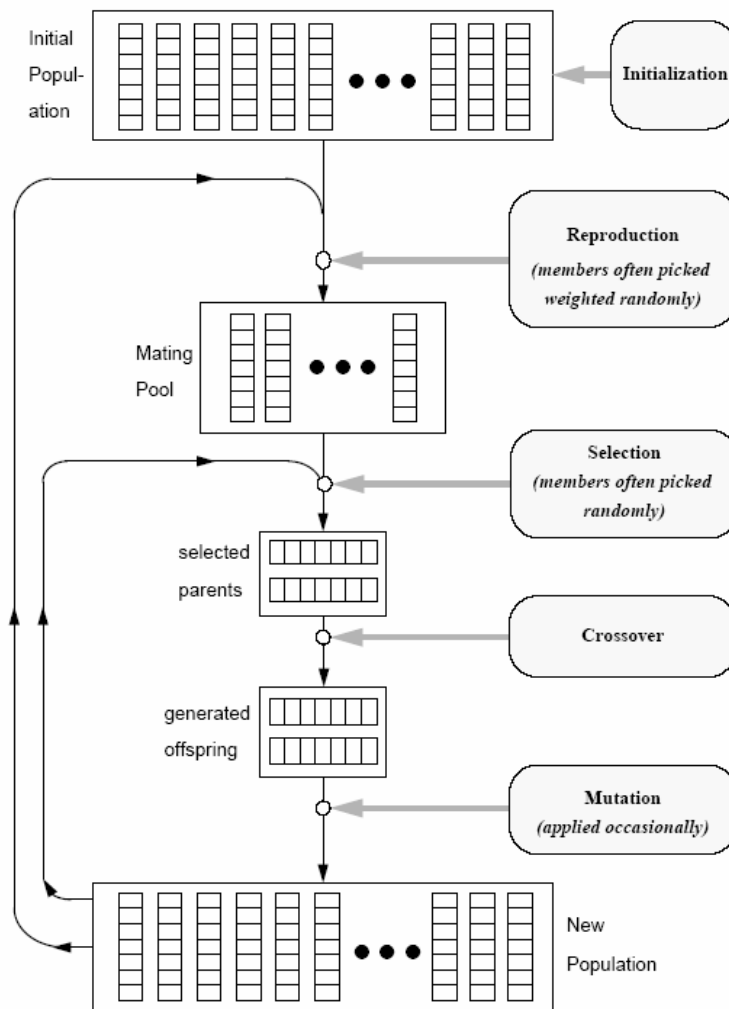 Initial
Popul-
ation
Initialization
Reproduction
(members often picked
weighted randomly)
Mating
Pool
Selection
(members often picked
randomly)
selected
parents
Crossover
generated
offspring
Mutation
(applied occasionally)
New
Population